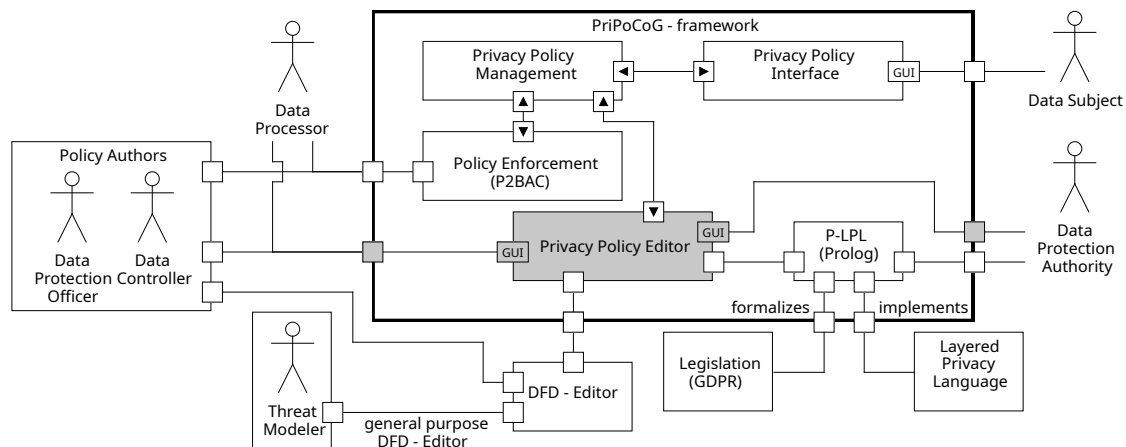 PriPoCoG - framework
Privacy Policy
Management
Privacy Policy
Interface
GUI
Data Subject
Data
Processor
Policy Authors
Policy Enforcement
(P2BAC)
Data
Protection
Officer
Data
Controller
GUI
Privacy Policy Editor
GUI
P-LPL
(Prolog)
Data
Protection
Authority
formalizes
implements
Legislation
(GDPR)
Layered
Privacy
Language
DFD - Editor
Threat
Modeler
general purpose
DFD - Editor